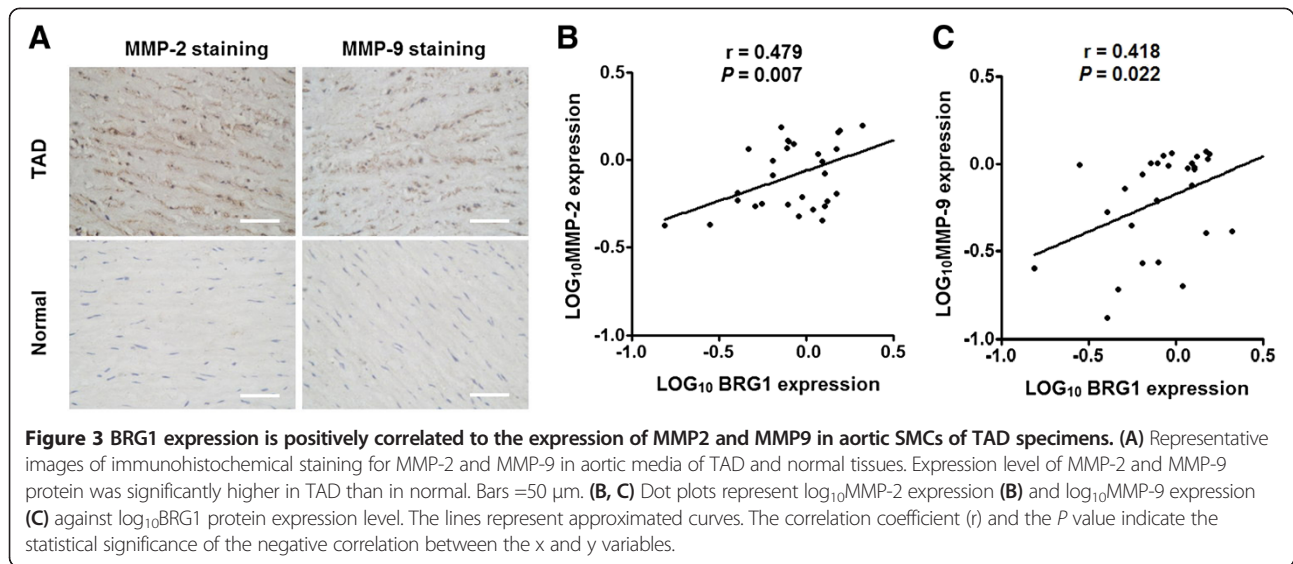 A
MMP-2 staining
MMP-9 staining
TAD
Normal
B
r = 0.479
P = 0.007
LOG₁₀MMP-2 expression
0.5
0.0
-0.5
-1.0
-1.0 -0.5 0.0 0.5
LOG₁₀ BRG1 expression
C
r = 0.418
P = 0.022
LOG₁₀MMP-9 expression
0.5
0.0
-0.5
-1.0
-1.0 -0.5 0.0 0.5
LOG₁₀ BRG1 expression
Figure 3 BRG1 expression is positively correlated to the expression of MMP2 and MMP9 in aortic SMCs of TAD specimens. (A) Representative
images of immunohistochemical staining for MMP-2 and MMP-9 in aortic media of TAD and normal tissues. Expression level of MMP-2 and MMP-9
protein was significantly higher in TAD than in normal. Bars =50 μm. (B, C) Dot plots represent log₁₀MMP-2 expression (B) and log₁₀MMP-9 expression
(C) against log₁₀BRG1 protein expression level. The lines represent approximated curves. The correlation coefficient (r) and the P value indicate the
statistical significance of the negative correlation between the x and y variables.